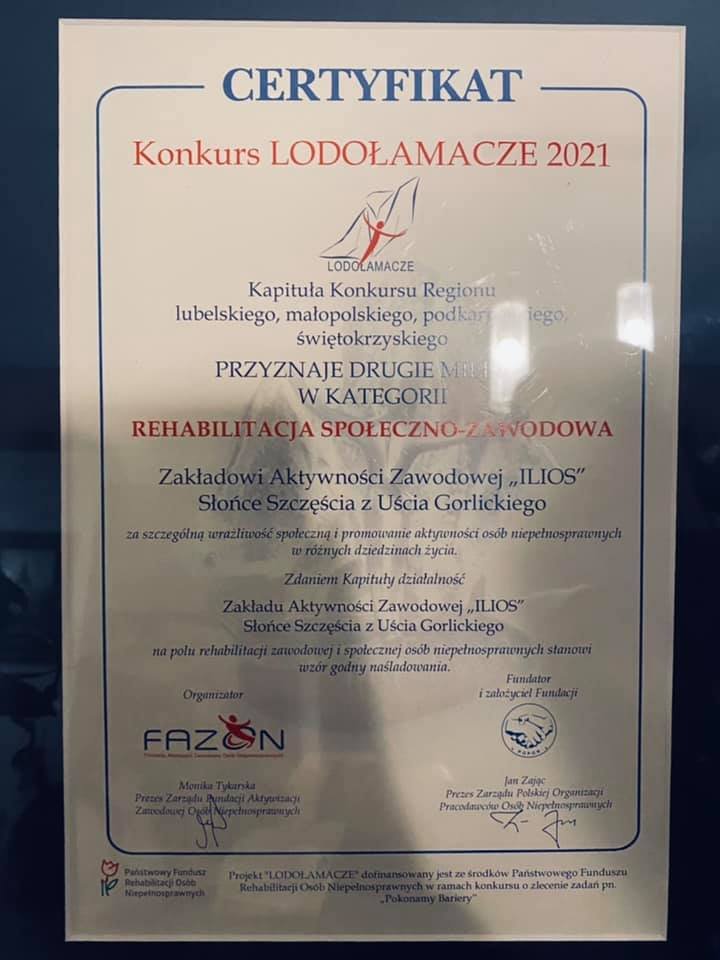 CERTYFIKAT
Konkurs LODOŁAMACZE 2021
LODOŁAMACZE
Kapituła Konkursu Regionu
lubelskiego, małopolskiego, podkarpackiego,
świętokrzyskiego
PRZYZNAJE DRUGIE
W KATEGORII
REHABILITACJA SPOŁECZNO-ZAWODOWA
Zakładowi Aktywności Zawodowej „ILIOS”
Słońce Szczęścia z Uścia Gorlickiego
za szczególną wrażliwość społeczną i promowanie aktywności osób niepełnosprawnych
w różnych dziedzinach życia.
Zdaniem Kapituły działalność
Zakładu Aktywności Zawodowej „ILIOS”
Słońce Szczęścia z Uścia Gorlickiego
na polu rehabilitacji zawodowej i społecznej osób niepełnosprawnych stanowi
wzór godny naśladowania.
Organizator
FAZON
Monika Tykarska
Prezes Zarządu Fundacji Aktywizacji
Zawodowej Osób Niepełnosprawnych
Fundator
i założyciel Fundacji
POPON
Jan Zając
Prezes Zarządu Polskiej Organizacji
Pracodawców Osób Niepełnosprawnych
Państwowy Fundusz
Rehabilitacji Osób
Niepełnosprawnych
Projekt "LODOŁAMACZE" dofinansowany jest ze środków Państwowego Funduszu
Rehabilitacji Osób Niepełnosprawnych w ramach konkursu o zlecenie zadań pn.
„Pokonamy Bariery”